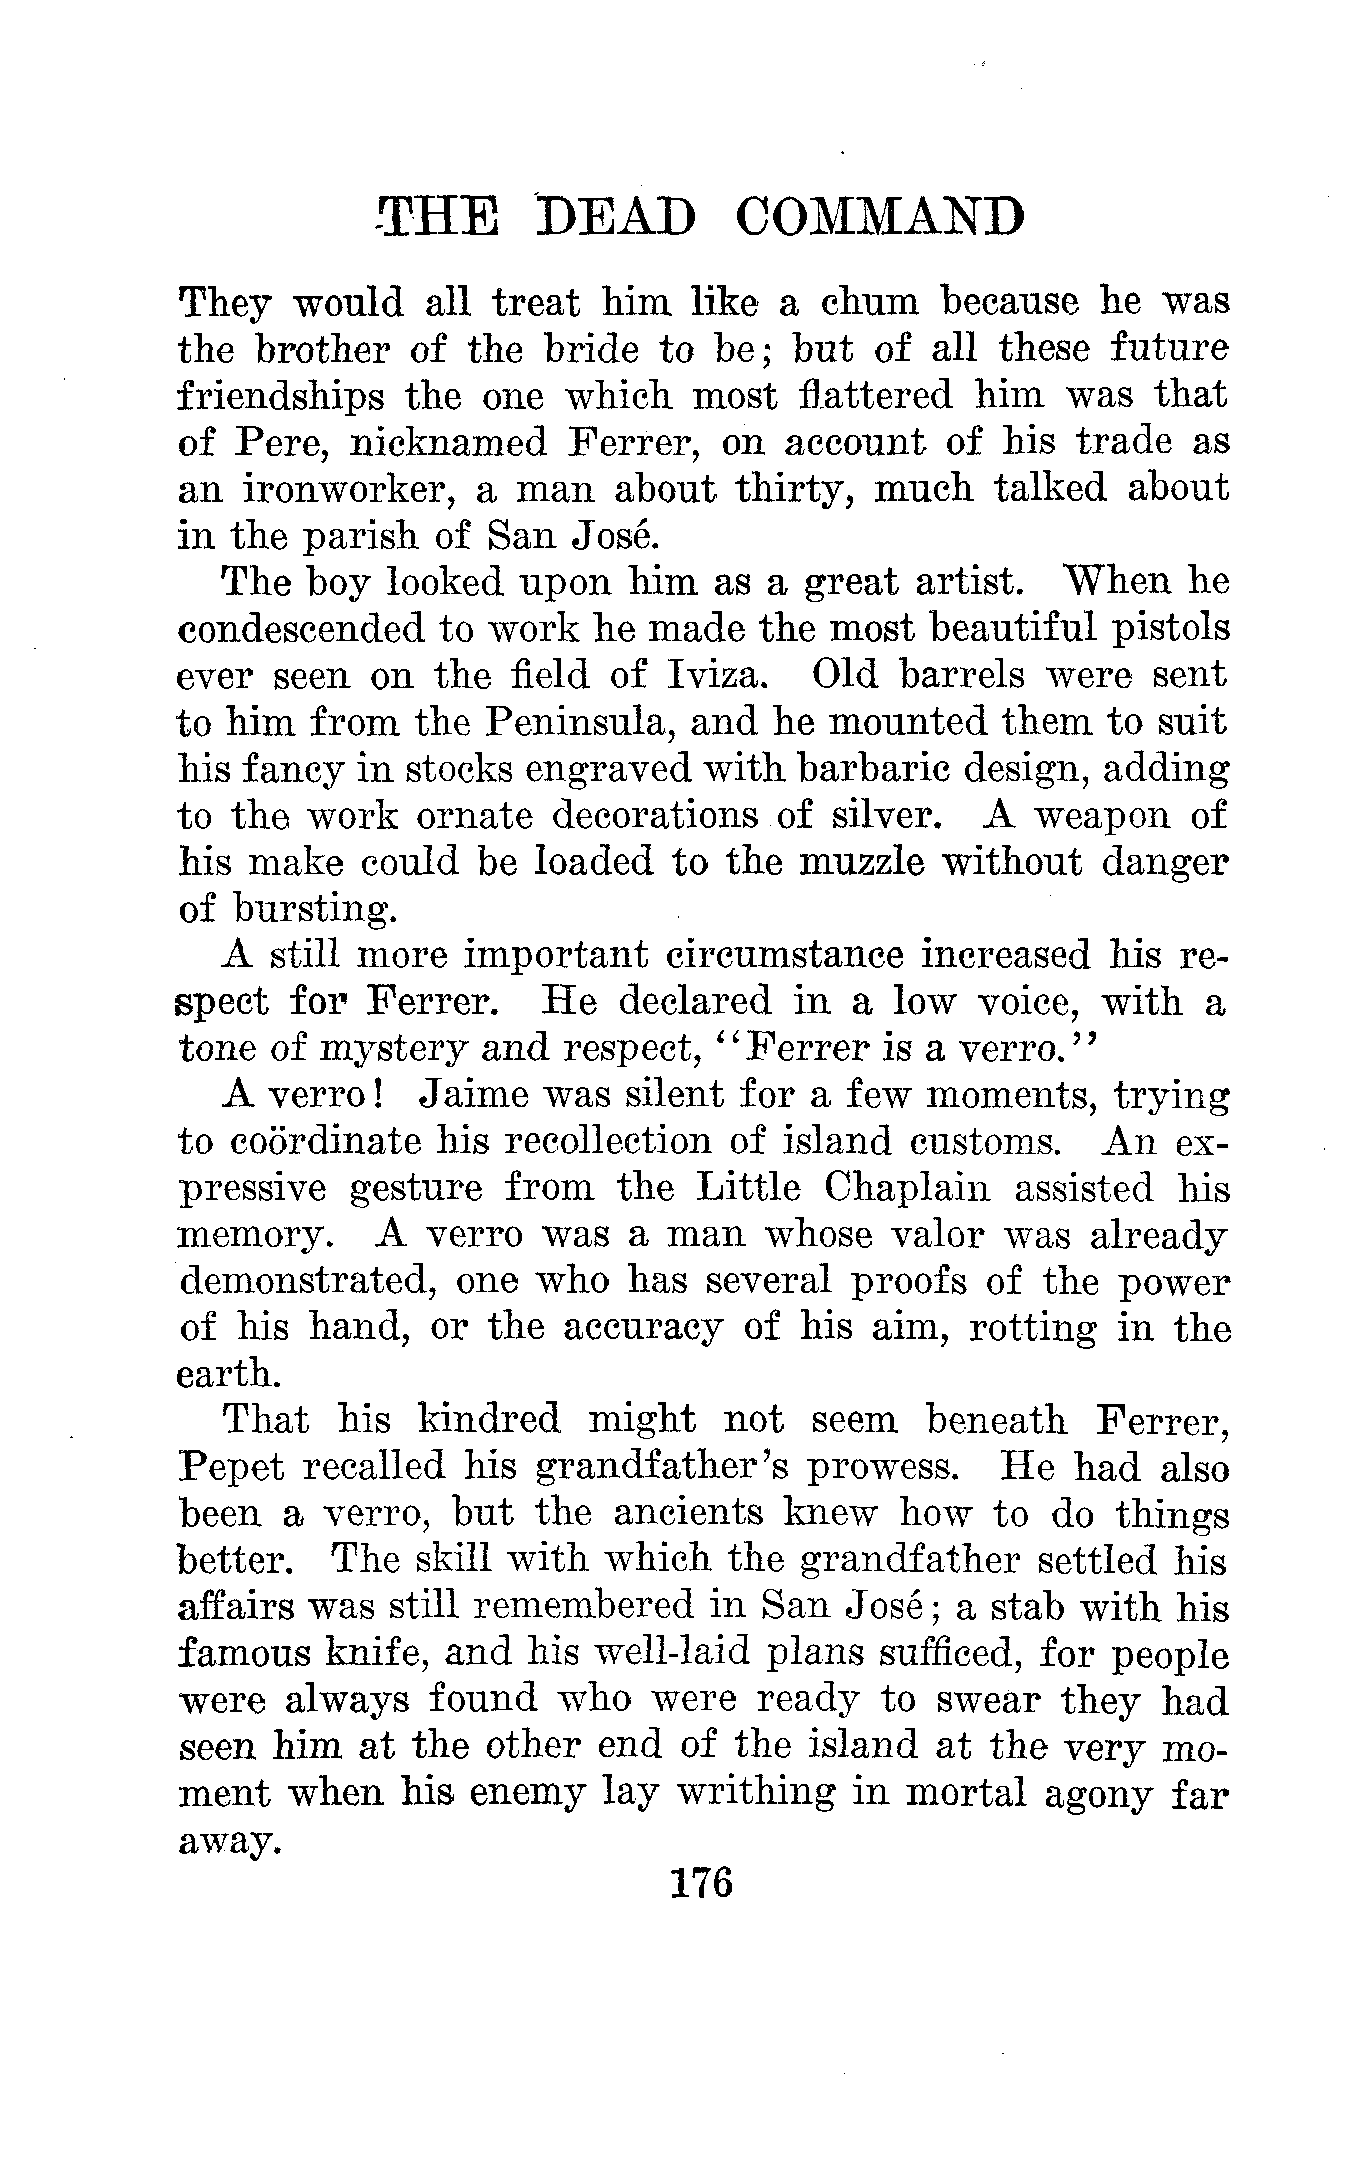 THE DEAD COMMAND
They would all treat him like a chum because he was
the brother of the bride to be; but of all these future
friendships the one which most flattered him was that
of Pere, nicknamed Ferrer, on account of his trade as
an ironworker, a man about thirty, much talked about
in the parish of San José.
The boy looked upon him as a great artist. When he
condescended to work he made the most beautiful pistols
ever seen on the field of Iviza. Old barrels were sent
to him from the Peninsula, and he mounted them to suit
his fancy in stocks engraved with barbaric design, adding
to the work ornate decorations of silver. A weapon of
his make could be loaded to the muzzle without danger
of bursting.
A still more important circumstance increased his re-
spect for Ferrer. He declared in a low voice, with a
tone of mystery and respect, "Ferrer is a verro."
A verro! Jaime was silent for a few moments, trying
to coördinate his recollection of island customs. An ex-
pressive gesture from the Little Chaplain assisted his
memory. A verro was a man whose valor was already
demonstrated, one who has several proofs of the power
of his hand, or the accuracy of his aim, rotting in the
earth.
That his kindred might not seem beneath Ferrer,
Pepet recalled his grandfather's prowess. He had also
been a verro, but the ancients knew how to do things
better. The skill with which the grandfather settled his
affairs was still remembered in San José; a stab with his
famous knife, and his well-laid plans sufficed, for people
were always found who were ready to swear they had
seen him at the other end of the island at the very mo-
ment when his enemy lay writhing in mortal agony far
away.
176